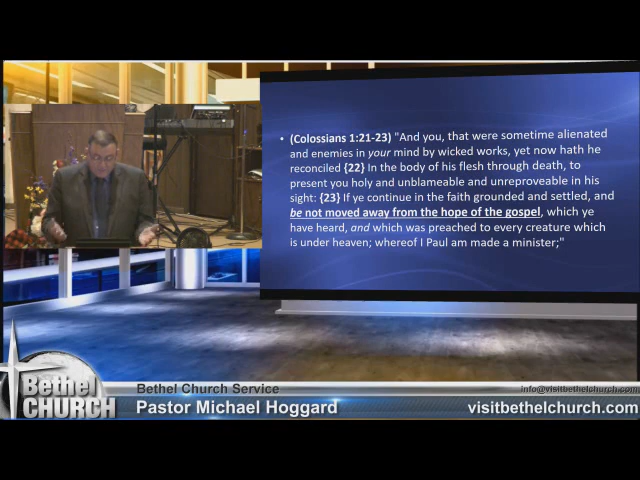 • (Colossians 1:21-23) "And you, that were sometime alienated
and enemies in your mind by wicked works, yet now hath he
reconciled {22} In the body of his flesh through death, to
present you holy and unblameable and unreproveable in his
sight: {23} If ye continue in the faith grounded and settled, and
be not moved away from the hope of the gospel, which ye
have heard, and which was preached to every creature which
is under heaven; whereof I Paul am made a minister;"
Bethel
CHURCH
Bethel Church Service
info@visitbethelchurch.com
Pastor Michael Hoggard
visitbethelchurch.com